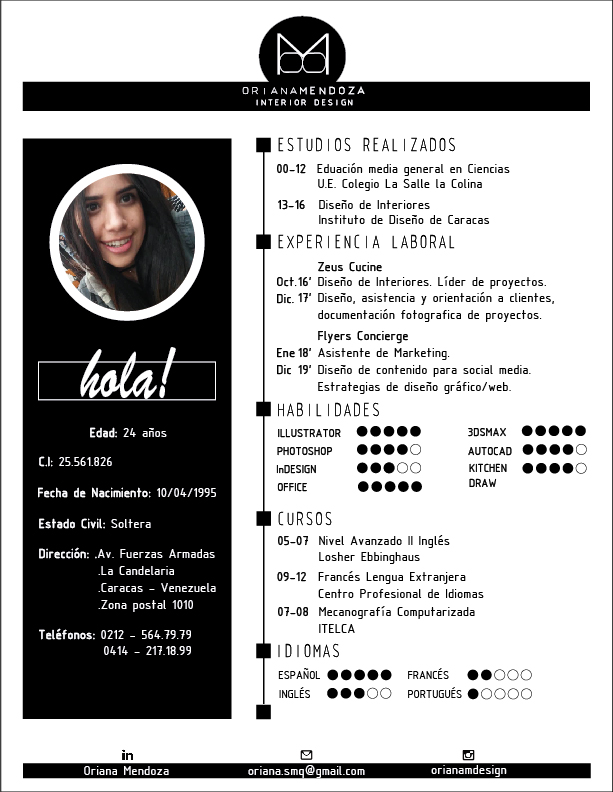 ORIANAMENDOZA
INTERIOR DESIGN
hola!
Edad: 24 años
C.I: 25.561.826
Fecha de Nacimiento: 10/04/1995
Estado Civil: Soltera
Dirección: .Av. Fuerzas Armadas
.La Candelaria
.Caracas - Venezuela
.Zona postal 1010
Teléfonos: 0212 - 564.79.79
0414 - 217.18.99
ESTUDIOS REALIZADOS
00-12 Eduación media general en Ciencias
U.E. Colegio La Salle la Colina
13-16 Diseño de Interiores
Instituto de Diseño de Caracas
EXPERIENCIA LABORAL
Zeus Cucine
Oct.16' Diseño de Interiores. Líder de proyectos.
Dic. 17' Diseño, asistencia y orientación a clientes,
documentación fotografica de proyectos.
Flyers Concierge
Ene 18' Asistente de Marketing.
Dic 19' Diseño de contenido para social media.
Estrategias de diseño gráfico/web.
HABILIDADES
ILLUSTRATOR
PHOTOSHOP
InDESIGN
OFFICE
3DSMAX
AUTOCAD
KITCHEN
DRAW
CURSOS
05-07 Nivel Avanzado II Inglés
Losher Ebbinghaus
09-12 Francés Lengua Extranjera
Centro Profesional de Idiomas
07-08 Mecanografía Computarizada
ITELCA
IDIOMAS
ESPAÑOL FRANCÉS
INGLÉS PORTUGUÉS
in
Oriana Mendoza oriana.smq@gmail.com orianamdesign